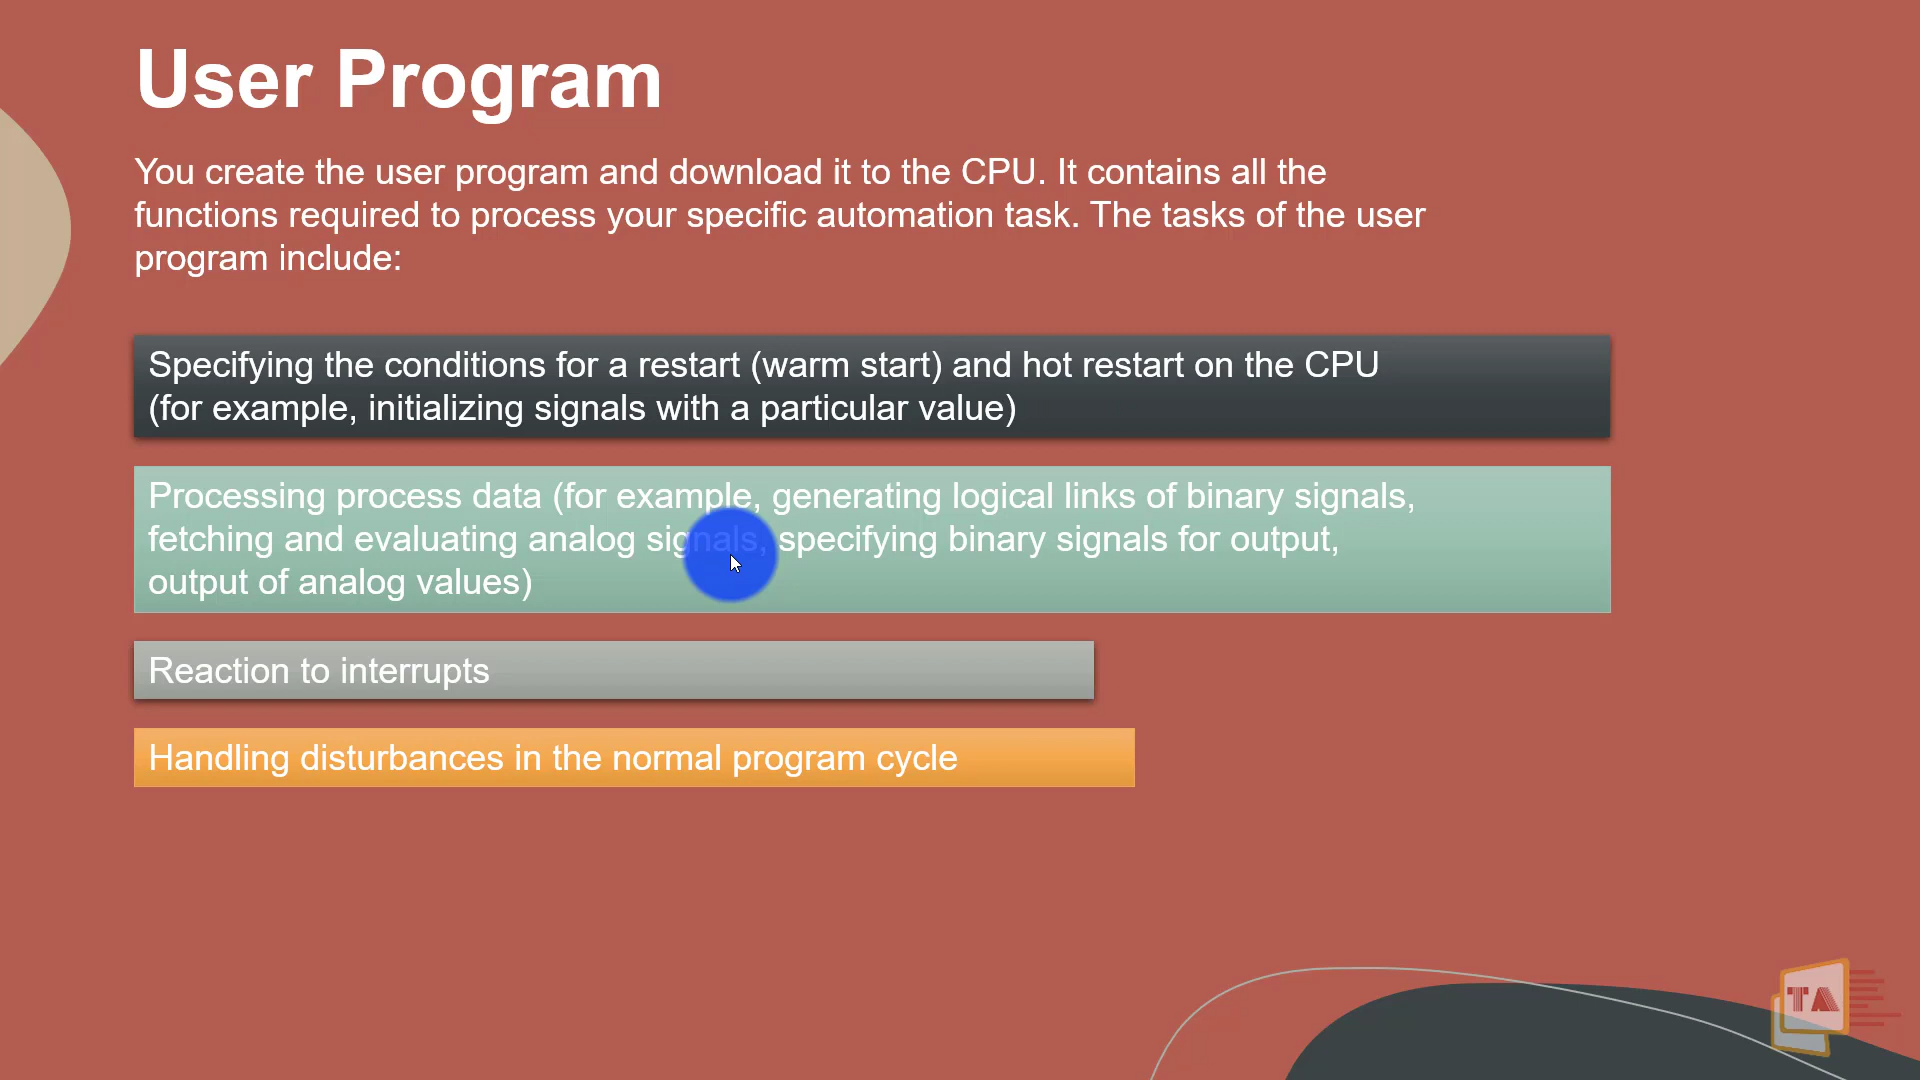 User Program
You create the user program and download it to the CPU. It contains all the
functions required to process your specific automation task. The tasks of the user
program include:
Specifying the conditions for a restart (warm start) and hot restart on the CPU
(for example, initializing signals with a particular value)
Processing process data (for example, generating logical links of binary signals,
fetching and evaluating analog signals, specifying binary signals for output,
output of analog values)
Reaction to interrupts
Handling disturbances in the normal program cycle
TA